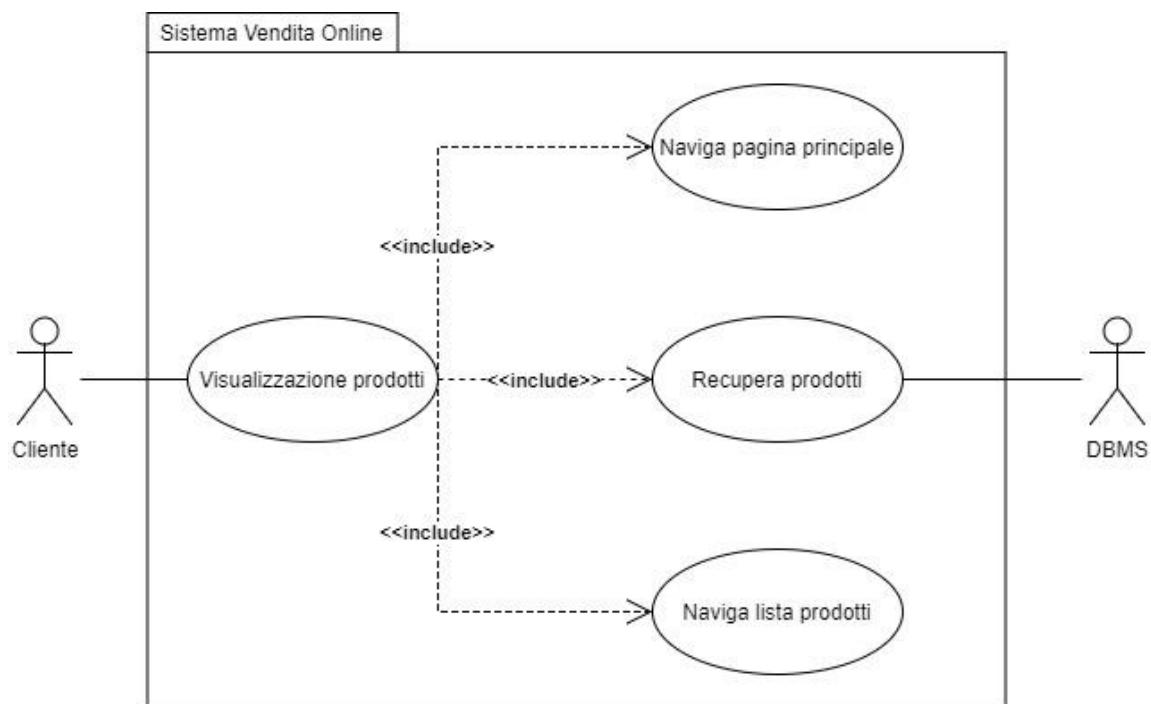 Sistema Vendita Online
Naviga pagina principale
<<include>>
Visualizzazione prodotti
<<include>>
Recupera prodotti
Cliente
DBMS
<<include>>
Naviga lista prodotti